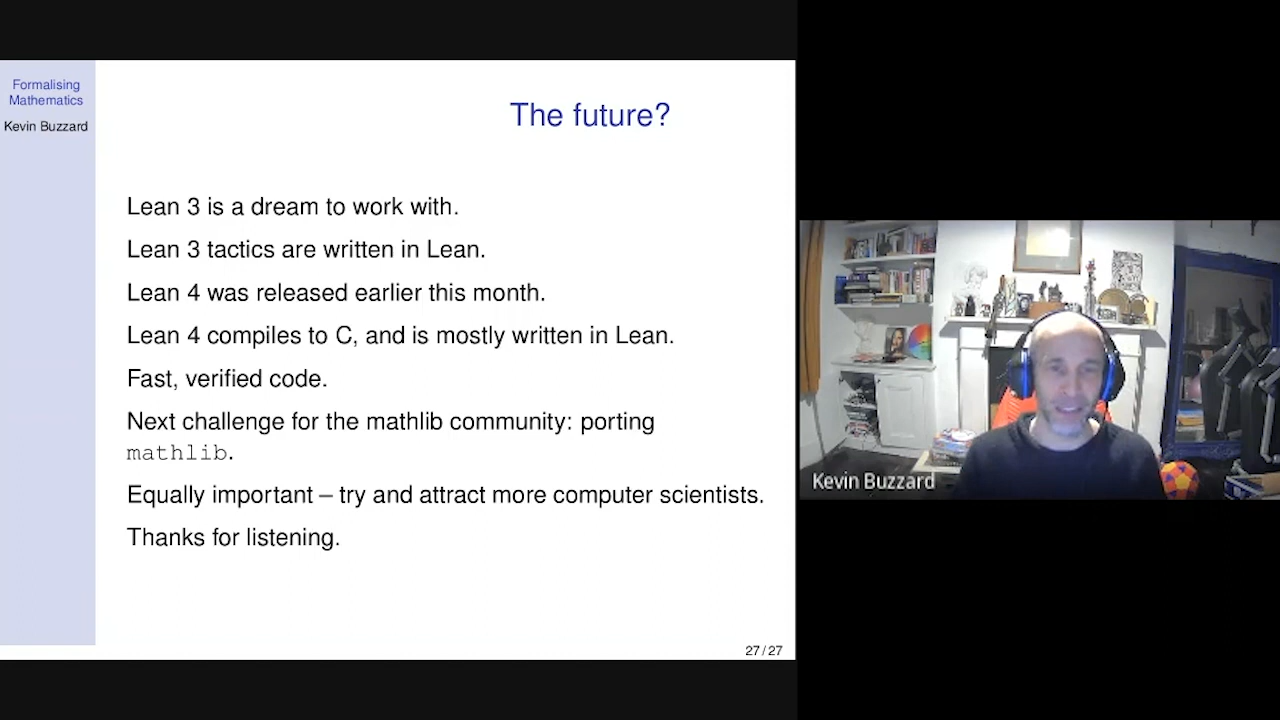 Formalising
Mathematics
Kevin Buzzard
The future?
Lean 3 is a dream to work with.
Lean 3 tactics are written in Lean.
Lean 4 was released earlier this month.
Lean 4 compiles to C, and is mostly written in Lean.
Fast, verified code.
Next challenge for the mathlib community: porting
mathlib.
Equally important – try and attract more computer scientists.
Thanks for listening.
27 / 27
Kevin Buzzard